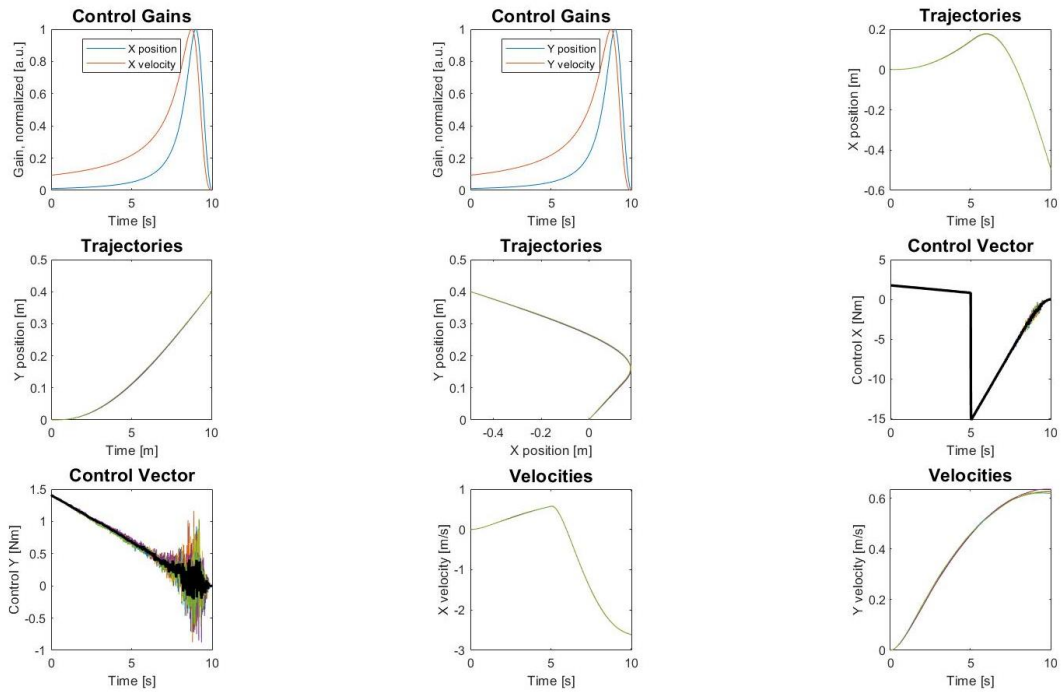 Control Gains
Gain, normalized [a.u.]
1
0.8
0.6
0.4
0.2
0
X position
X velocity
0 5 10
Time [s]
Control Gains
Gain, normalized [a.u.]
1
0.8
0.6
0.4
0.2
0
Y position
Y velocity
0 5 10
Time [s]
Trajectories
X position [m]
0.2
0
-0.2
-0.4
-0.6
0 5 10
Time [s]
Trajectories
Y position [m]
0.5
0.4
0.3
0.2
0.1
0
0 5 10
Time [m]
Trajectories
Y position [m]
0.5
0.4
0.3
0.2
0.1
0
-0.4 -0.2 0
X position [m]
Control Vector
Control X [Nm]
5
0
-5
-10
-15
0 5 10
Time [s]
Control Vector
Control Y [Nm]
1.5
1
0.5
0
-0.5
-1
0 5 10
Time [s]
Velocities
X velocity [m/s]
1
0
-1
-2
-3
0 5 10
Time [s]
Velocities
Y velocity [m/s]
0.6
0.4
0.2
0
0 5 10
Time [s]